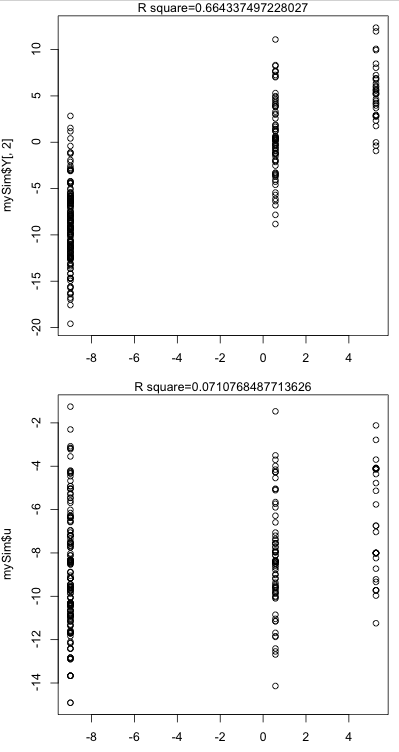 R square=0.664337497228027
mySim$Y[, 2]
10
5
0
-5
-10
-15
-20
-8 -6 -4 -2 0 2 4
R square=0.0710768487713626
mySim$u
-2
-4
-6
-8
-10
-12
-14
-8 -6 -4 -2 0 2 4